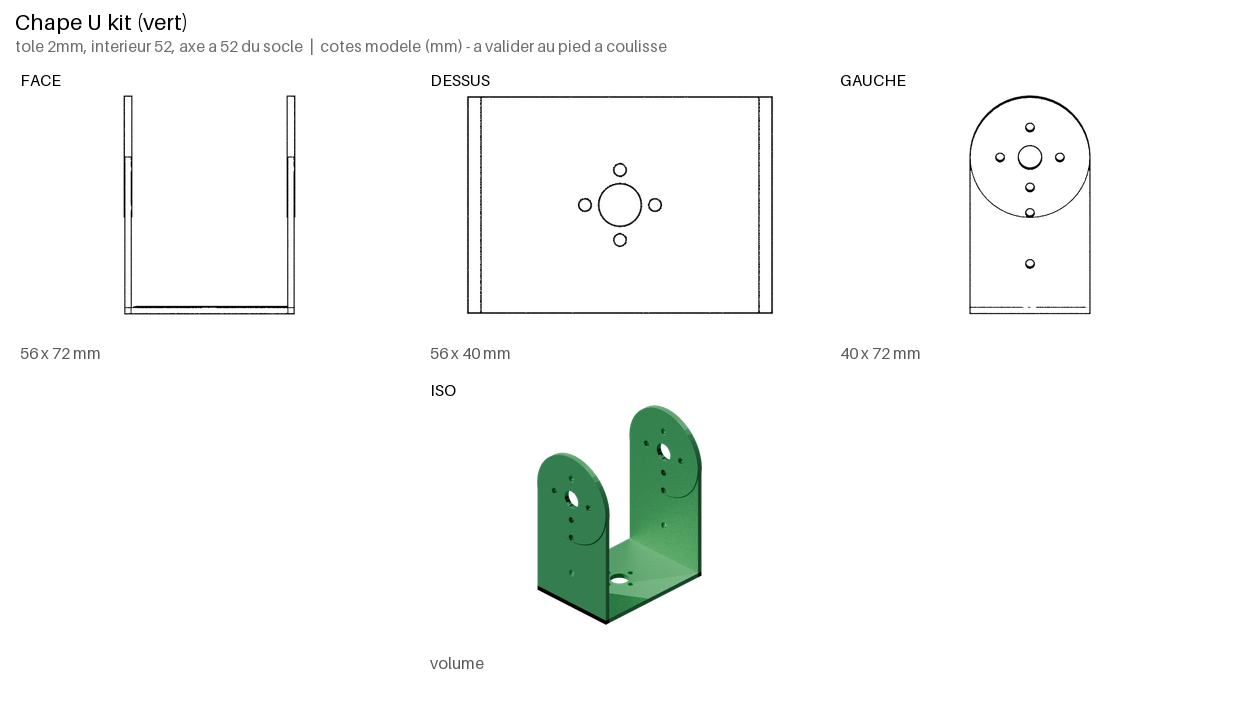 Chape U kit (vert)
tole 2mm, interieur 52, axe a 52 du socle | cotes modele (mm) - a valider au pied a coulisse
FACE
DESSUS
GAUCHE
56 x 72 mm
56 x 40 mm
40 x 72 mm
ISO
volume